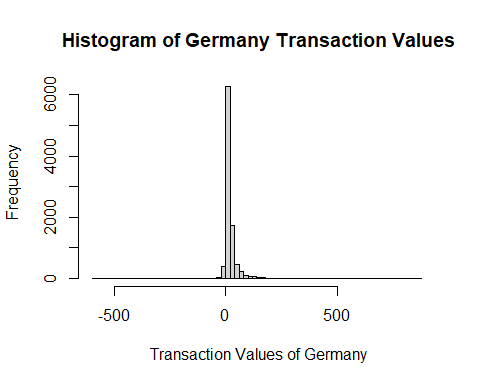 Histogram of Germany Transaction Values
Frequency
6000
4000
2000
0
-500
0
500
Transaction Values of Germany